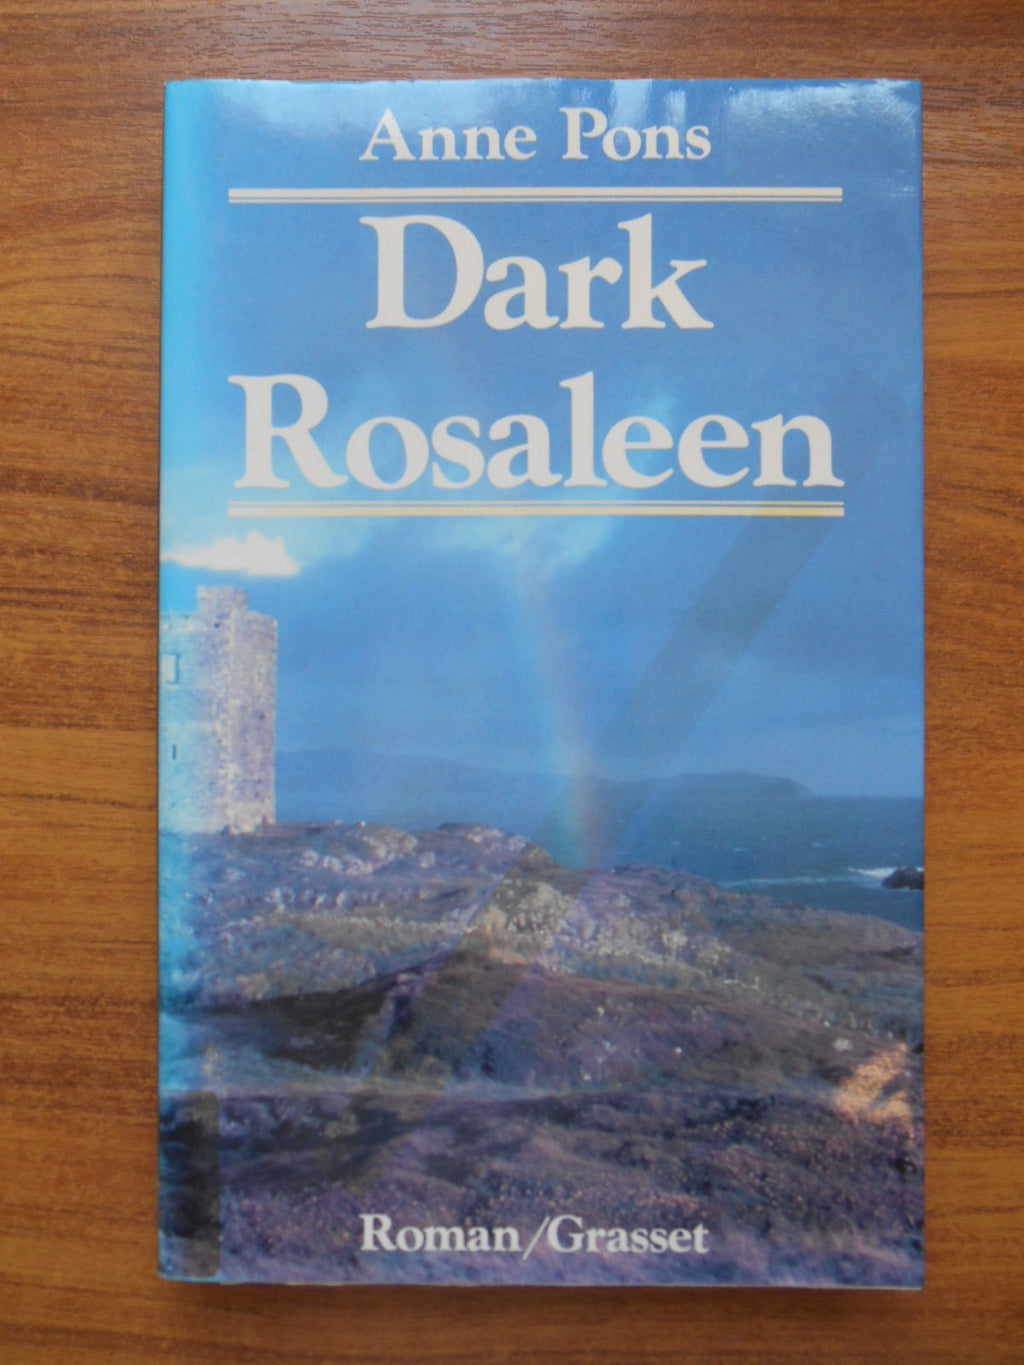 Anne Pons
Dark
Rosaleen
Roman/Grasset